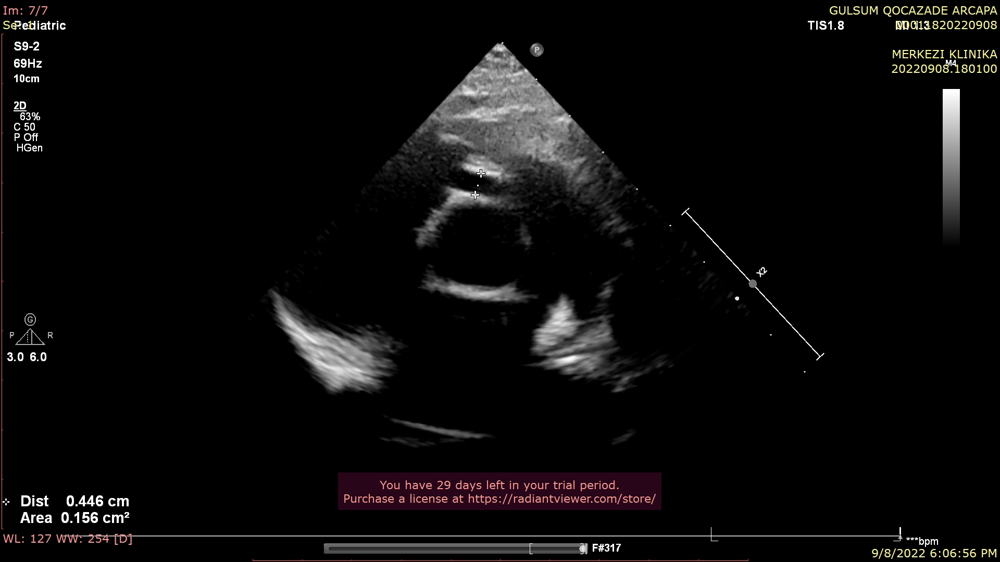 Im: 7/7
Se: 1
Pediatric
S9-2
69Hz
10cm
2D
63%
C 50
P Off
HGen
G
P R
3.0 6.0
P
GULSUM QOCAZADE ARCAPA
TIS1.8
MI 1.3
00011820220908
MERKEZI KLINIKA
M4
20220908.180100
X2
You have 29 days left in your trial period.
Purchase a license at https://radiantviewer.com/store/
Dist 0.446 cm
Area 0.156 cm²
WL: 127 WW: 254 [D]
F#317
***bpm
9/8/2022 6:06:56 PM